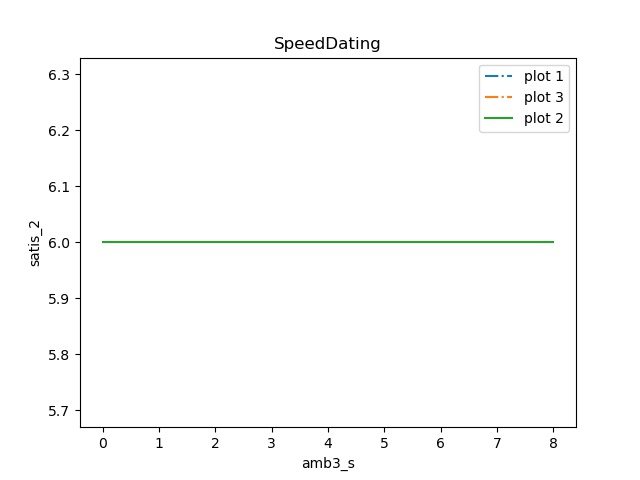 SpeedDating
plot 1
plot 3
plot 2
6.3
6.2
6.1
6.0
5.9
5.8
5.7
satis_2
0 1 2 3 4 5 6 7 8
amb3_s